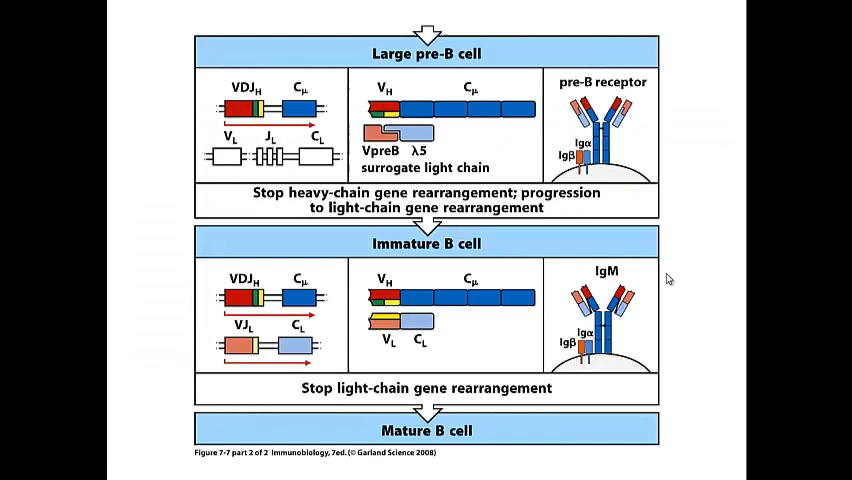 Large pre-B cell
VDJH Cμ
VH Cμ
pre-B receptor
VL JL CL
VpreB λ5
surrogate light chain
Igα
Igβ
Stop heavy-chain gene rearrangement; progression
to light-chain gene rearrangement
Immature B cell
VDJH Cμ
VH Cμ
IgM
VJL CL
VL CL
Igα
Igβ
Stop light-chain gene rearrangement
Mature B cell
Figure 7-7 part 2 of 2 Immunobiology, 7ed. (© Garland Science 2008)